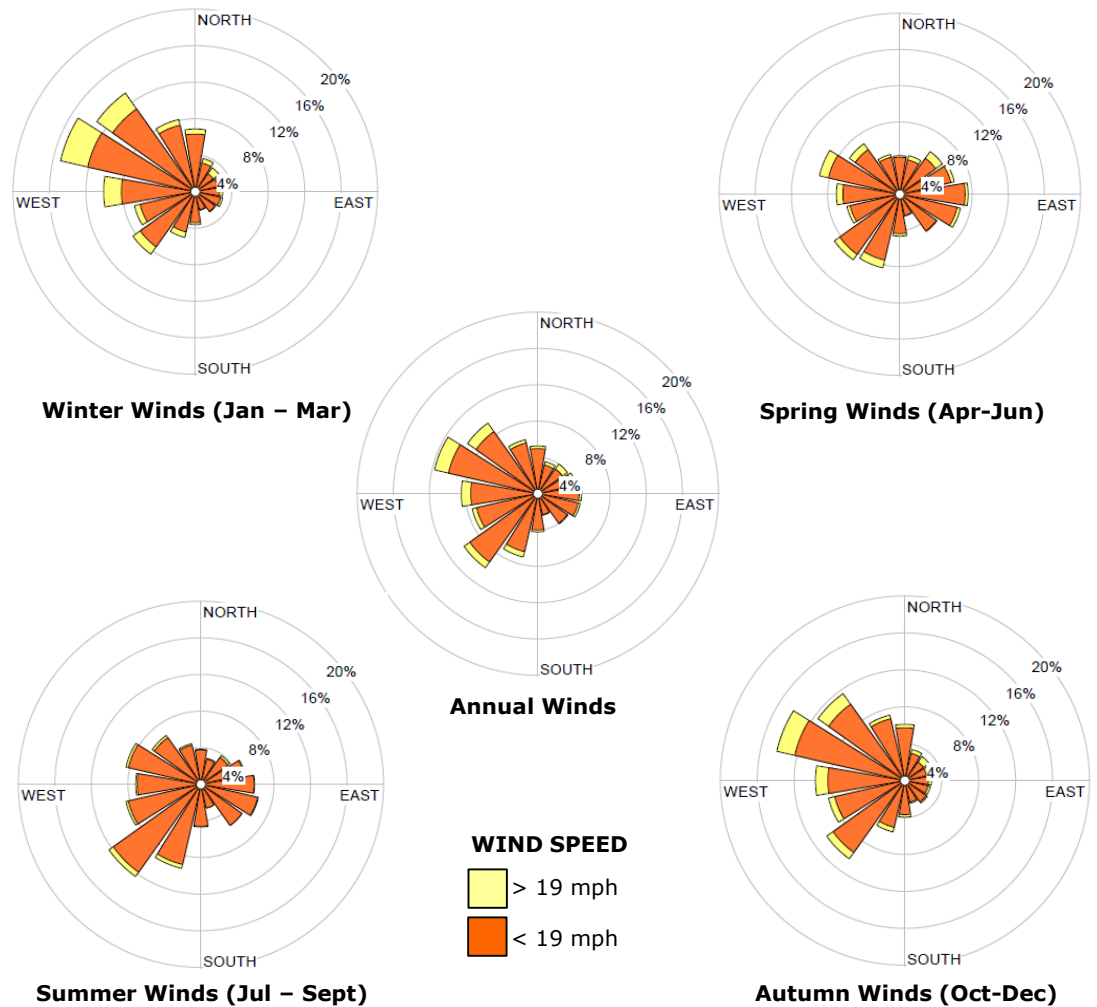 NORTH
20%
16%
12%
8%
4%
WEST
EAST
SOUTH
Winter Winds (Jan – Mar)
NORTH
20%
16%
12%
8%
4%
WEST
EAST
SOUTH
Spring Winds (Apr-Jun)
NORTH
20%
16%
12%
8%
4%
WEST
EAST
SOUTH
Annual Winds
NORTH
20%
16%
12%
8%
4%
WEST
EAST
SOUTH
Summer Winds (Jul – Sept)
WIND SPEED
> 19 mph
< 19 mph
NORTH
20%
16%
12%
8%
4%
WEST
EAST
SOUTH
Autumn Winds (Oct-Dec)